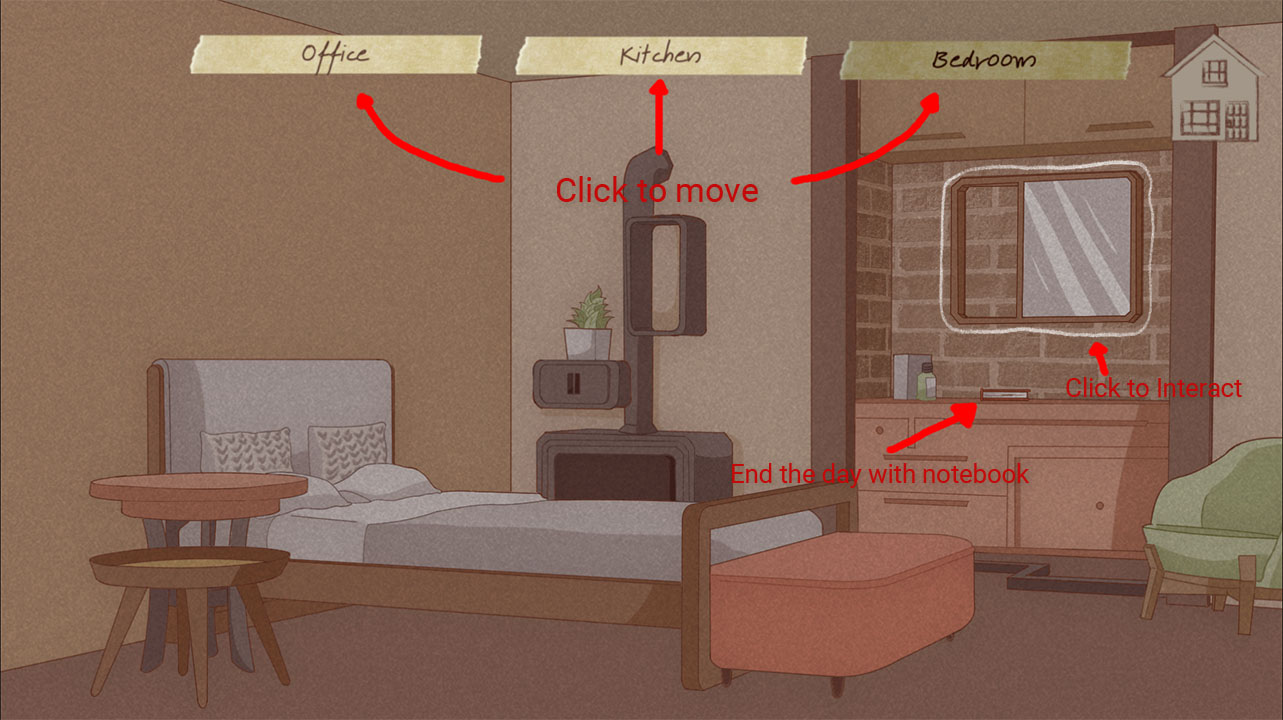 Office
Kitchen
Bedroom
Click to move
Click to Interact
End the day with notebook